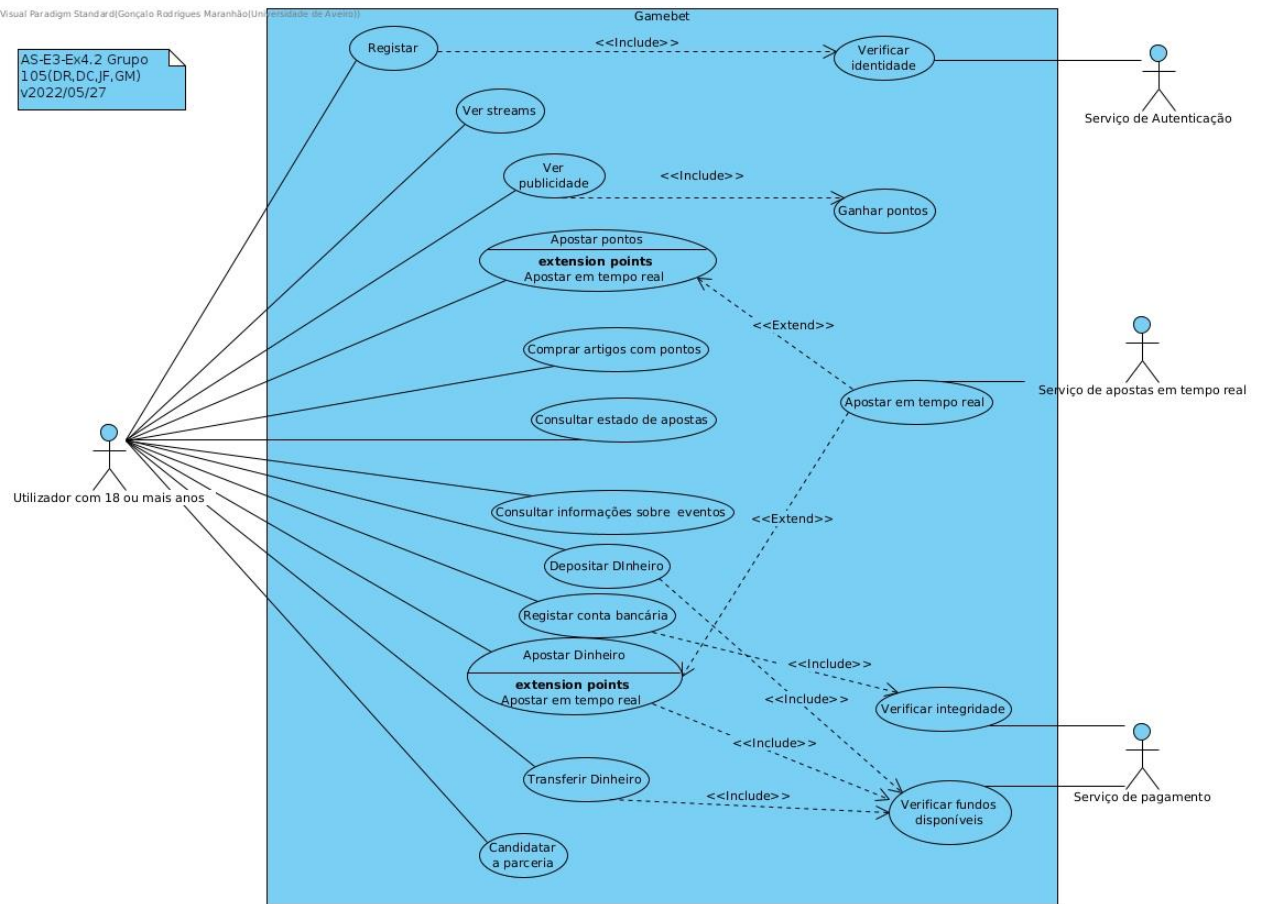 Visual Paradigm Standard(Gonçalo Rodrigues Maranhão(Universidade de Aveiro))
Gamebet
AS-E3-Ex4.2 Grupo
105(DR,DC,JF,GM)
v2022/05/27
Registar
<<Include>>
Verificar
identidade
Serviço de Autenticação
Ver streams
Ver
publicidade
<<Include>>
Ganhar pontos
Apostar pontos
extension points
Apostar em tempo real
<<Extend>>
Comprar artigos com pontos
Serviço de apostas em tempo real
Apostar em tempo real
Consultar estado de apostas
Utilizador com 18 ou mais anos
Consultar informações sobre  eventos
<<Extend>>
Depositar DInheiro
Registar conta bancária
Apostar Dinheiro
extension points
Apostar em tempo real
<<Include>>
<<Include>>
Verificar integridade
<<Include>>
Transferir Dinheiro
<<Include>>
Verificar fundos
disponíveis
Serviço de pagamento
Candidatar
a parceria